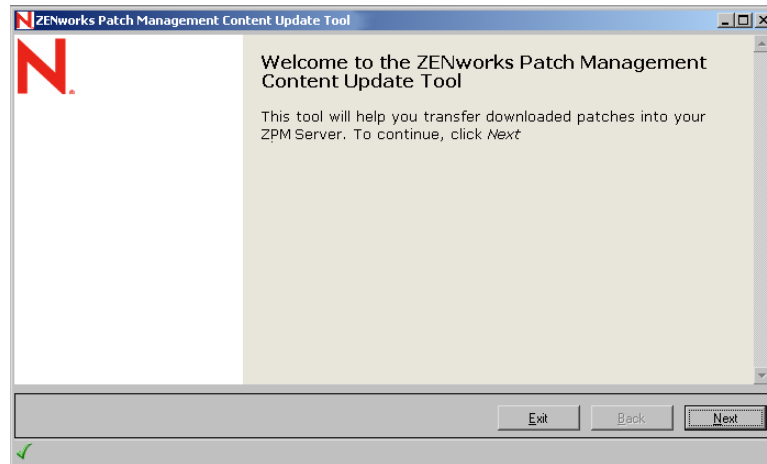 ZENworks Patch Management Content Update Tool
N
Welcome to the ZENworks Patch Management
Content Update Tool
This tool will help you transfer downloaded patches into your
ZPM Server. To continue, click Next
Exit Back Next